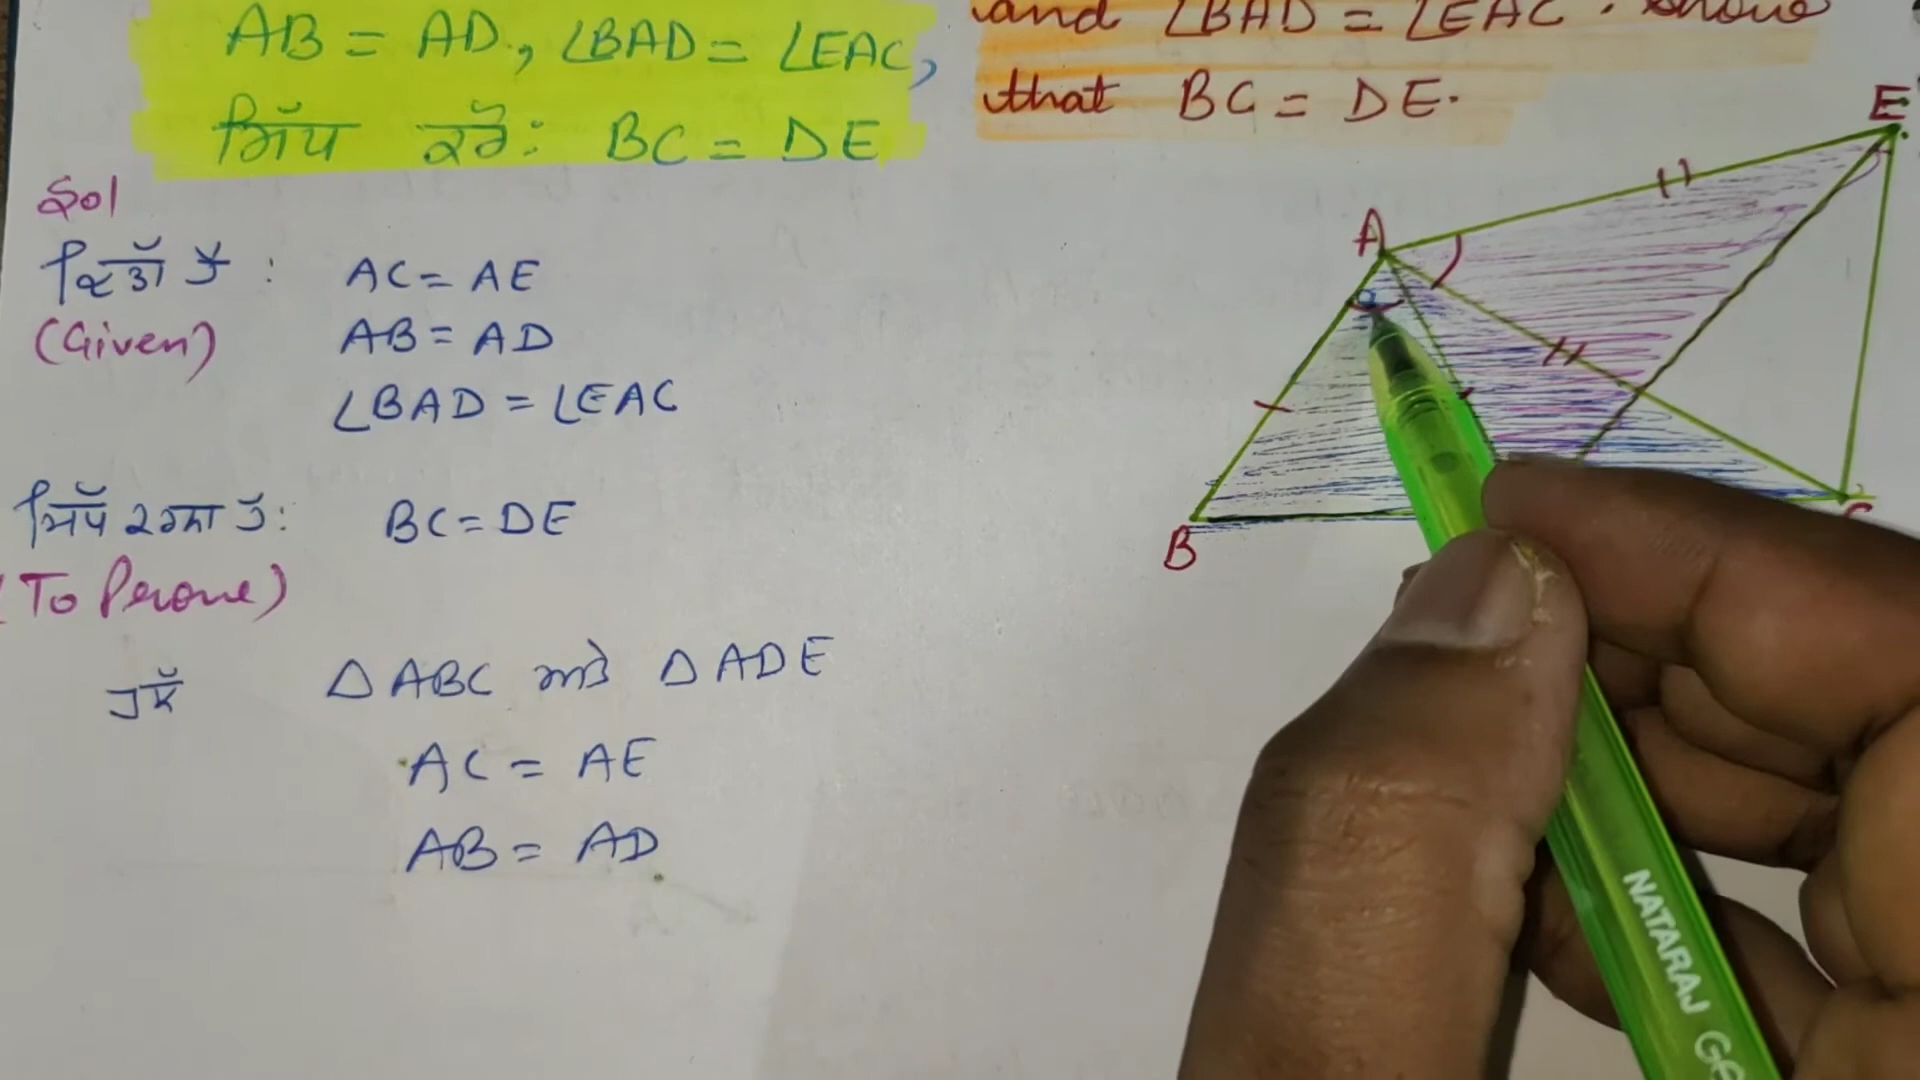 AB = AD, ∠BAD = ∠EAC,
ਸਿੱਧ ਕਰੋ: BC = DE
and ∠BAD = ∠EAC. Show
that BC = DE.
Sol
ਦਿੱਤਾ ਹੈ : AC = AE
(Given) AB = AD
∠BAD = ∠EAC
ਸਿੱਧ ਕਰਨਾ ਹੈ: BC = DE
(To Prove)
△ ABC ਅਤੇ △ ADE
AC = AE
AB = AD
E
A
B
C
NATARAJ